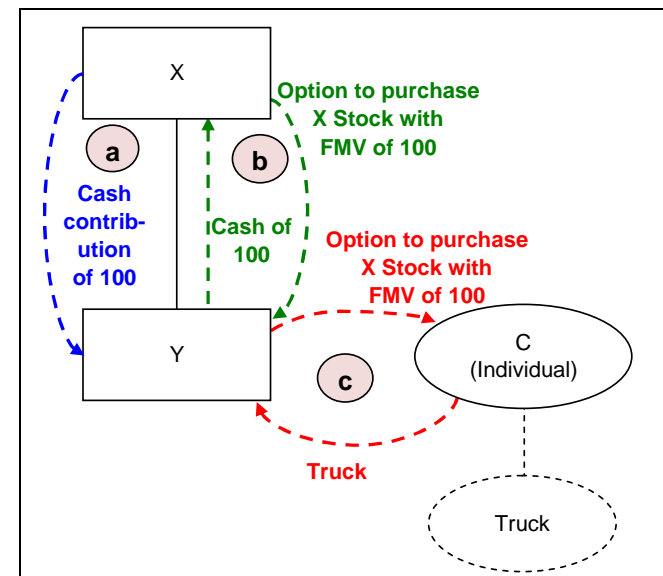 X
Option to purchase
X Stock with
FMV of 100
a
b
Cash
contrib-
ution
of 100
Cash of
100
Option to purchase
X Stock with
FMV of 100
Y
C
(Individual)
c
Truck
Truck